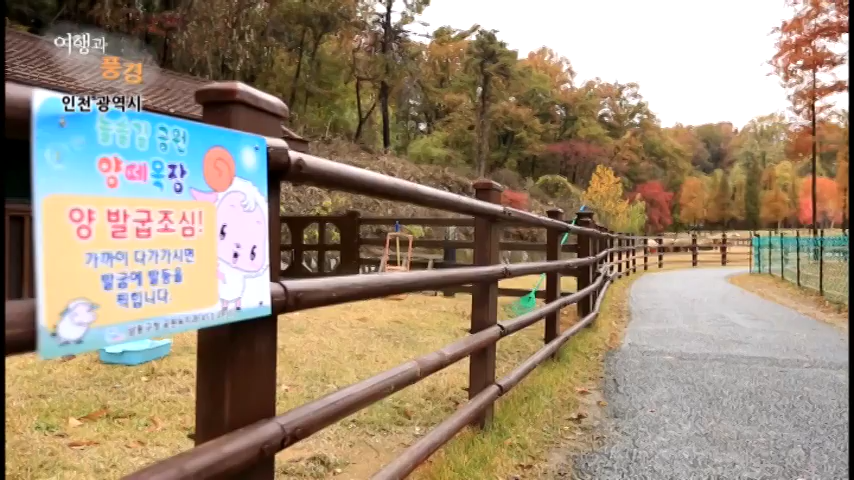 여행과
풍경
인천 광역시
늘솔길 공원
양떼목장
양 발굽조심!
가까이 다가가시면
발굽에 발등을
찍힙니다.